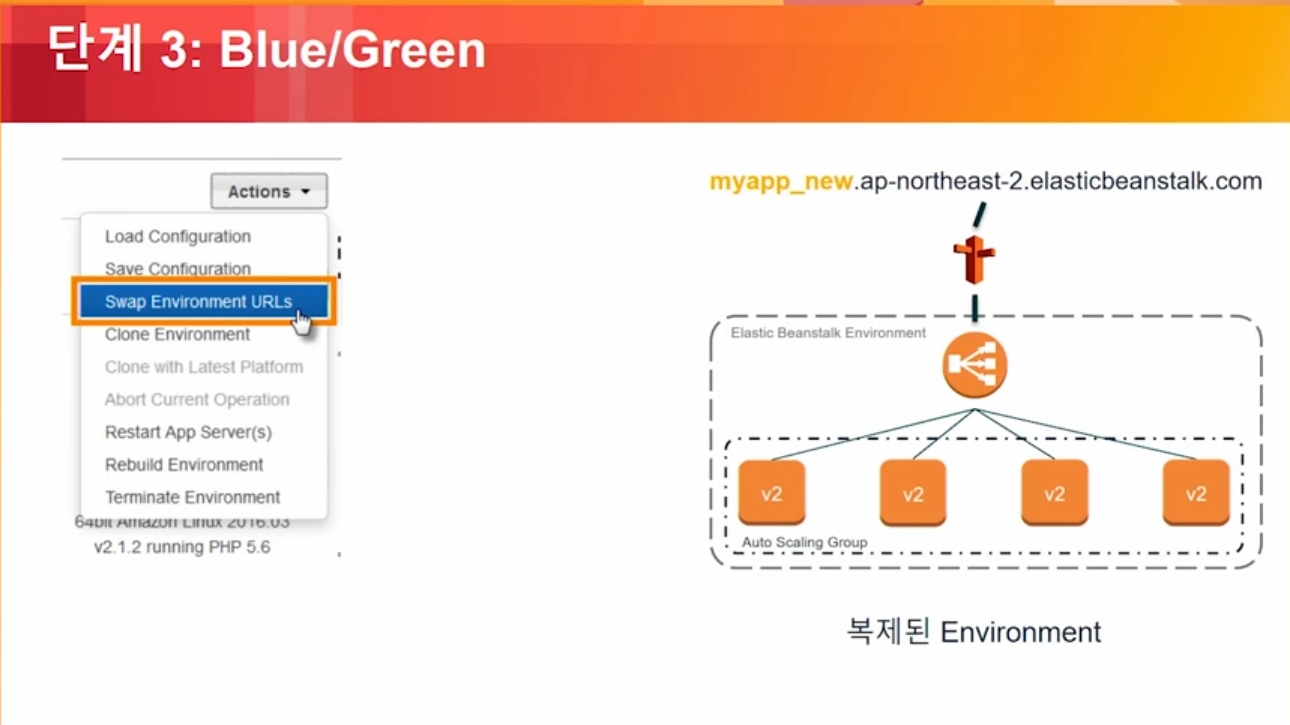 단계 3: Blue/Green
Actions
Load Configuration
Save Configuration
Swap Environment URLs
Clone Environment
Clone with Latest Platform
Abort Current Operation
Restart App Server(s)
Rebuild Environment
Terminate Environment
64bit Amazon Linux 2016.03
v2.1.2 running PHP 5.6
myapp_new.ap-northeast-2.elasticbeanstalk.com
Elastic Beanstalk Environment
v2 v2 v2 v2
Auto Scaling Group
복제된 Environment